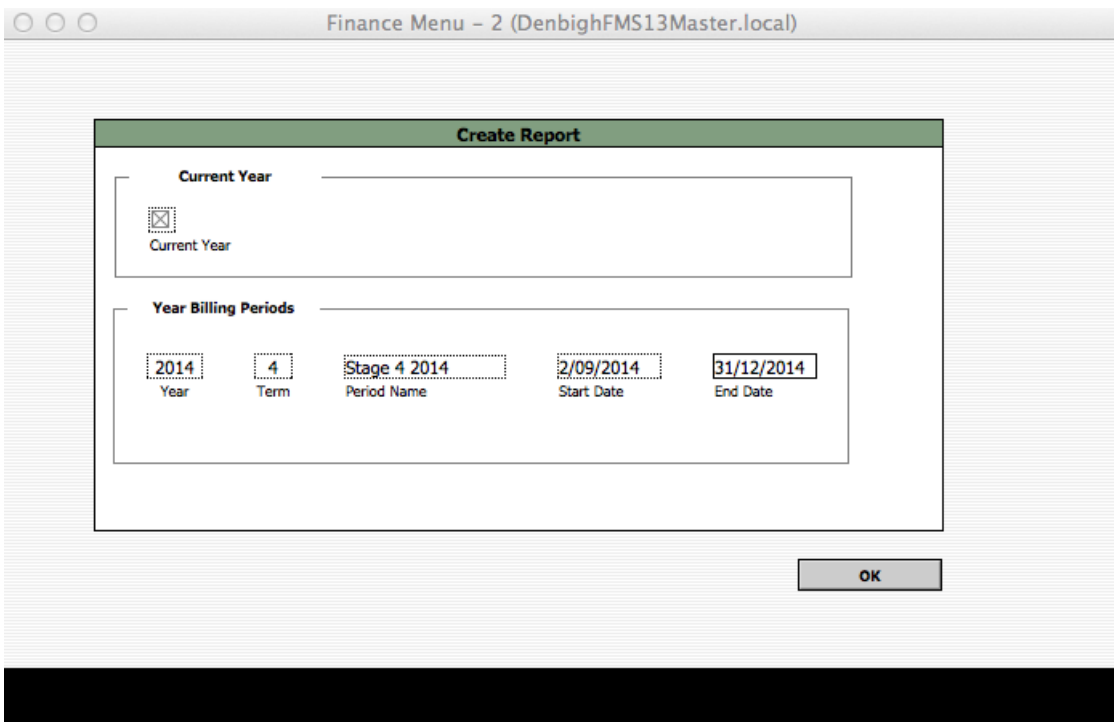 Finance Menu – 2 (DenbighFMS13Master.local)
Create Report
Current Year
Current Year
Year Billing Periods
2014 4 Stage 4 2014 2/09/2014 31/12/2014
Year Term Period Name Start Date End Date
OK